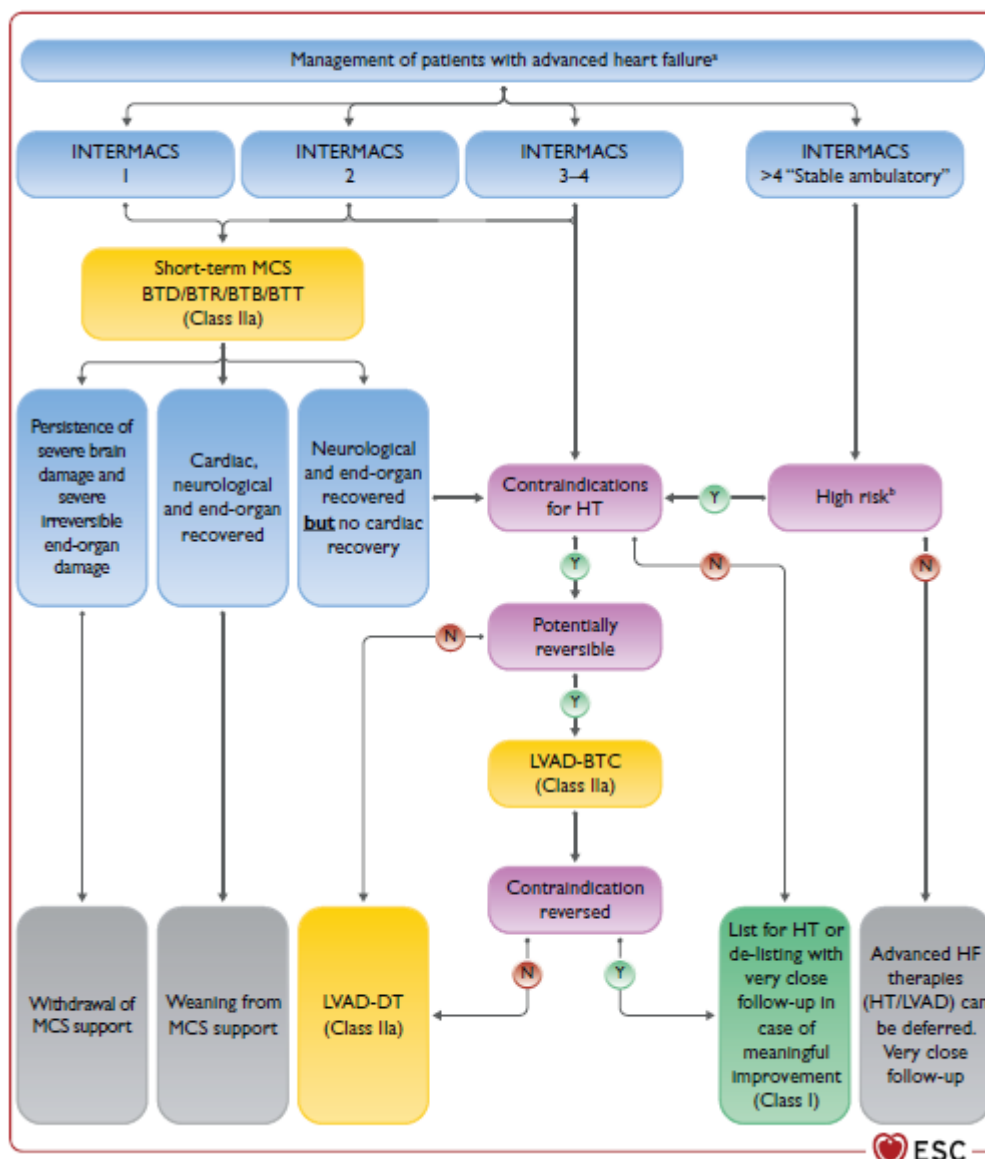 Management of patients with advanced heart failureᵃ
INTERMACS
1
INTERMACS
2
INTERMACS
3–4
INTERMACS
>4 “Stable ambulatory”
Short-term MCS
BTD/BTR/BTB/BTT
(Class IIa)
Persistence of
severe brain
damage and
severe
irreversible
end-organ
damage
Cardiac,
neurological
and end-organ
recovered
Neurological
and end-organ
recovered
but no cardiac
recovery
Contraindications
for HT
Y
High riskᵇ
Y
N
N
Potentially
reversible
N
Y
LVAD-BTC
(Class IIa)
Contraindication
reversed
N
Y
Withdrawal of
MCS support
Weaning from
MCS support
LVAD-DT
(Class IIa)
List for HT or
de-listing with
very close
follow-up in
case of
meaningful
improvement
(Class I)
Advanced HF
therapies
(HT/LVAD) can
be deferred.
Very close
follow-up
ESC